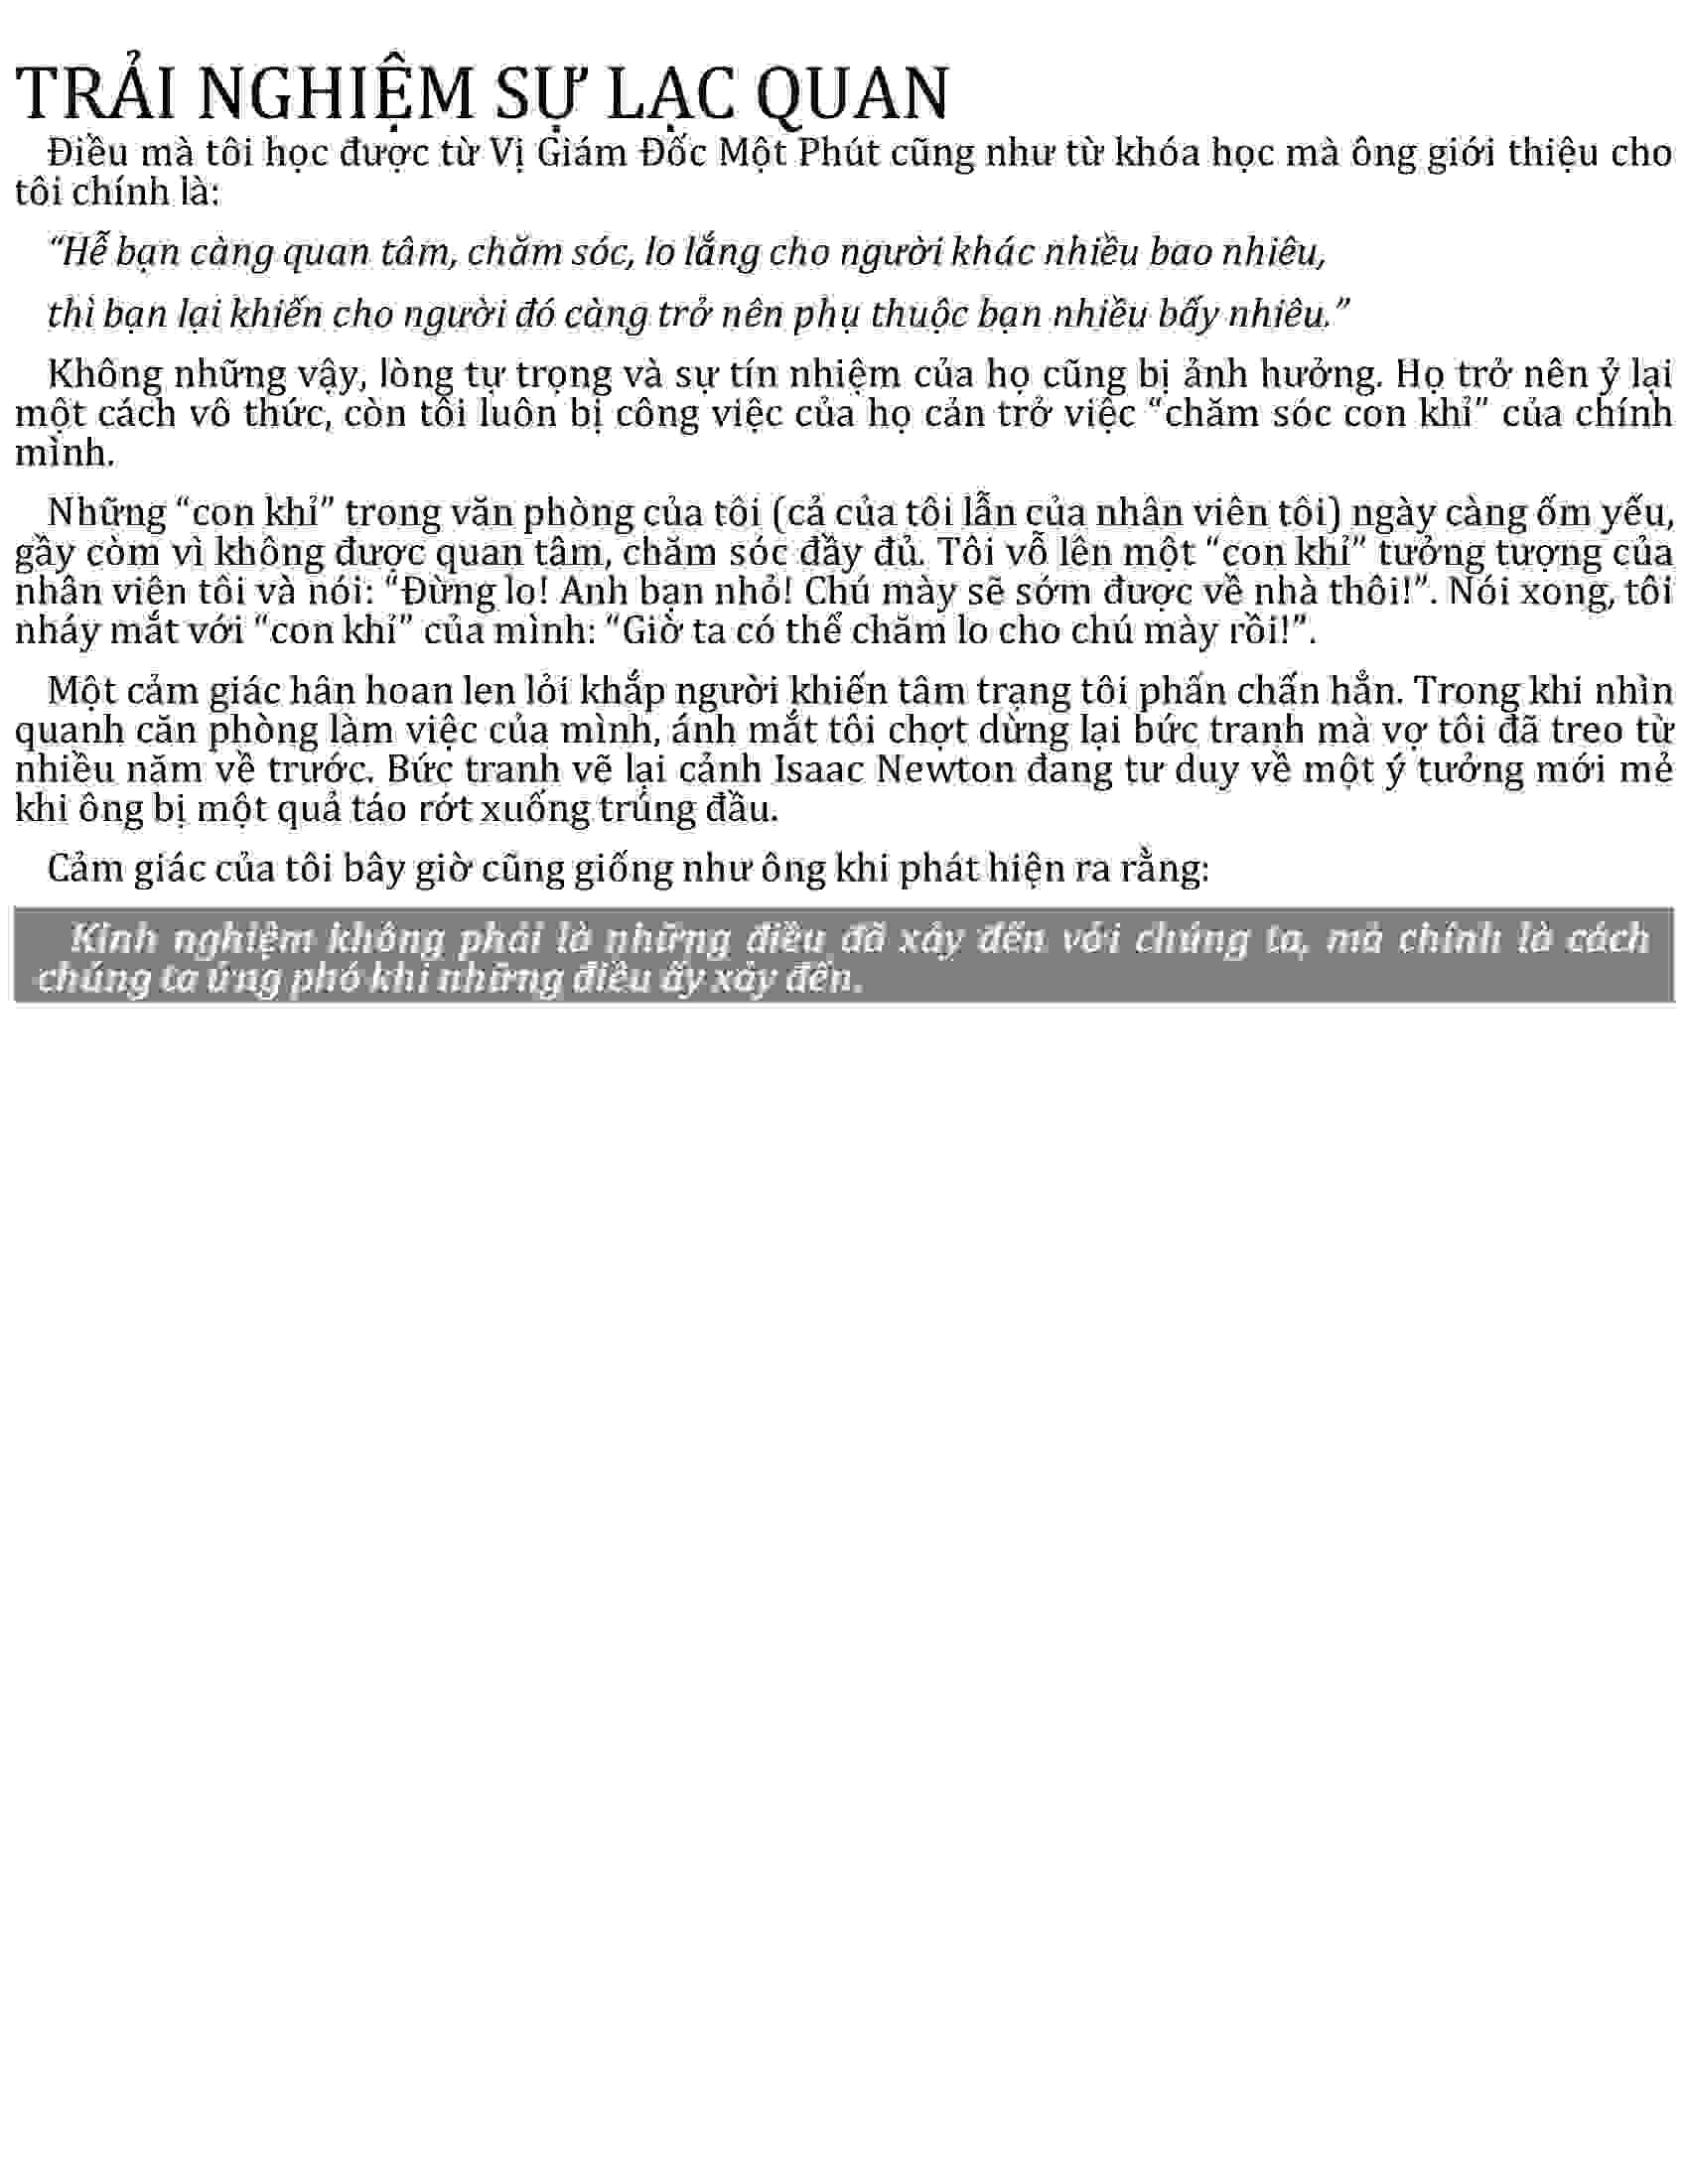 TRẢI NGHIỆM SỰ LẠC QUAN
Điều mà tôi học được từ Vị Giám Đốc Một Phút cũng như từ khóa học mà ông giới thiệu cho
tôi chính là:
“Hễ bạn càng quan tâm, chăm sóc, lo lắng cho người khác nhiều bao nhiêu,
thì bạn lại khiến cho người đó càng trở nên phụ thuộc bạn nhiều bấy nhiêu.”
Không những vậy, lòng tự trọng và sự tín nhiệm của họ cũng bị ảnh hưởng. Họ trở nên ỷ lại
một cách vô thức, còn tôi luôn bị công việc của họ cản trở việc “chăm sóc con khỉ” của chính
mình.
Những “con khỉ” trong văn phòng của tôi (cả của tôi lẫn của nhân viên tôi) ngày càng ốm yếu,
gầy còm vì không được quan tâm, chăm sóc đầy đủ. Tôi vỗ lên một “con khỉ” tưởng tượng của
nhân viên tôi và nói: “Đừng lo! Anh bạn nhỏ! Chú mày sẽ sớm được về nhà thôi!”. Nói xong, tôi
nháy mắt với “con khỉ” của mình: “Giờ ta có thể chăm lo cho chú mày rồi!”.
Một cảm giác hân hoan len lỏi khắp người khiến tâm trạng tôi phấn chấn hẳn. Trong khi nhìn
quanh căn phòng làm việc của mình, ánh mắt tôi chợt dừng lại bức tranh mà vợ tôi đã treo từ
nhiều năm về trước. Bức tranh vẽ lại cảnh Isaac Newton đang tư duy về một ý tưởng mới mẻ
khi ông bị một quả táo rớt xuống trúng đầu.
Cảm giác của tôi bây giờ cũng giống như ông khi phát hiện ra rằng:
Kinh nghiệm không phải là những điều đã xảy đến với chúng ta, mà chính là cách
chúng ta ứng phó khi những điều ấy xảy đến.